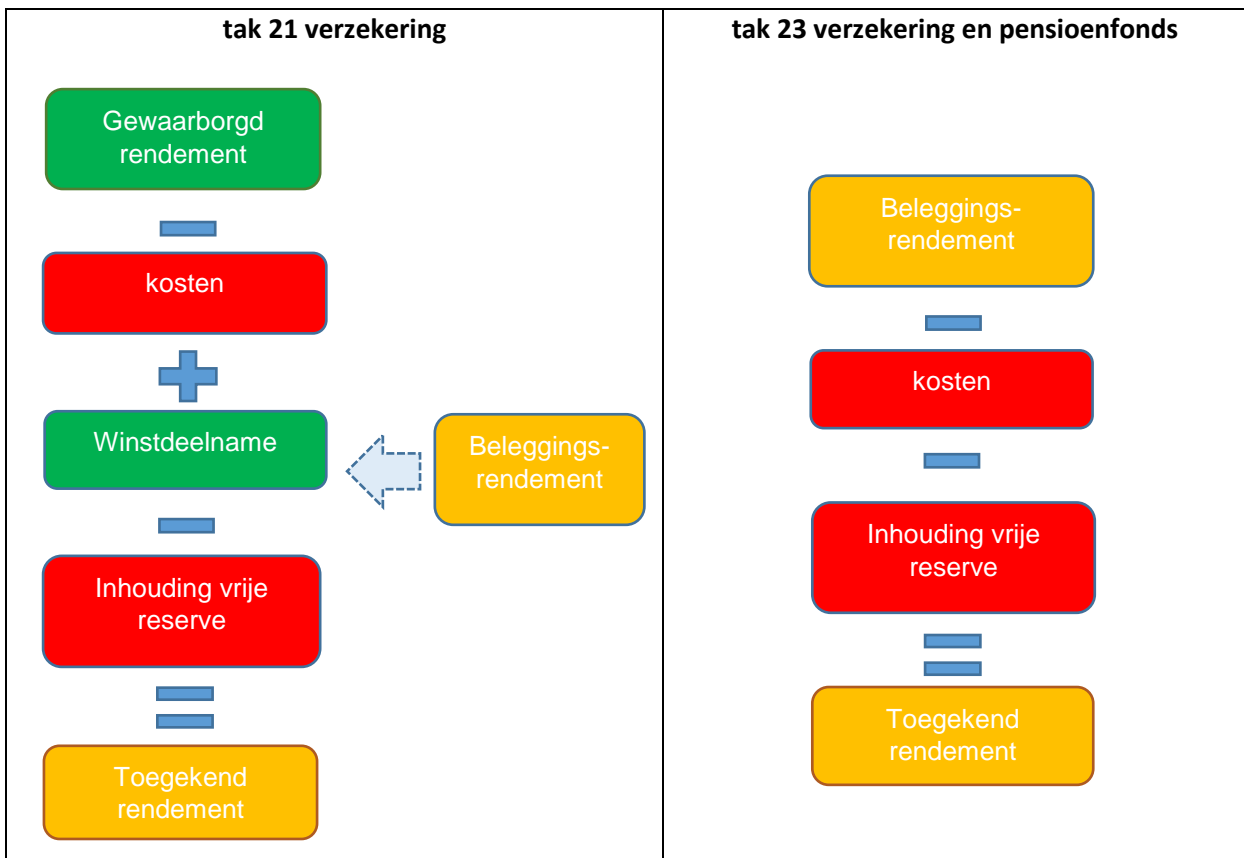 tak 21 verzekering
Gewaarborgd
rendement
kosten
Winstdeelname
Beleggings-
rendement
Inhouding vrije
reserve
Toegekend
rendement
tak 23 verzekering en pensioenfonds
Beleggings-
rendement
kosten
Inhouding vrije
reserve
Toegekend
rendement